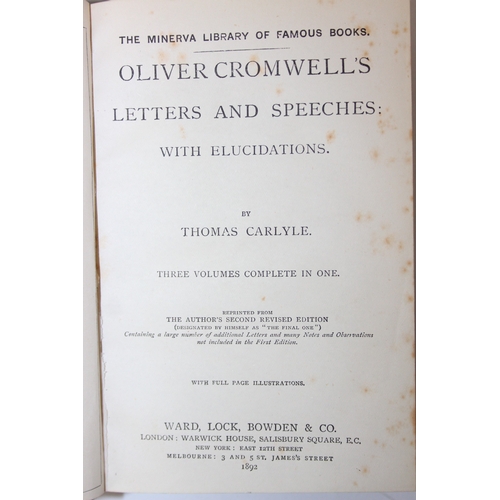 THE MINERVA LIBRARY OF FAMOUS BOOKS.
OLIVER CROMWELL'S
LETTERS AND SPEECHES:
WITH ELUCIDATIONS.
BY
THOMAS CARLYLE.
THREE VOLUMES COMPLETE IN ONE.
REPRINTED FROM
THE AUTHOR'S SECOND REVISED EDITION
(DESIGNATED BY HIMSELF AS "THE FINAL ONE")
Containing a large number of additional Letters and many Notes and Observations
not included in the First Edition.
WITH FULL PAGE ILLUSTRATIONS.
WARD, LOCK, BOWDEN & CO.
LONDON: WARWICK HOUSE, SALISBURY SQUARE, E.C.
NEW YORK: EAST 12TH STREET
MELBOURNE: 3 AND 5 ST. JAMES'S STREET
1892